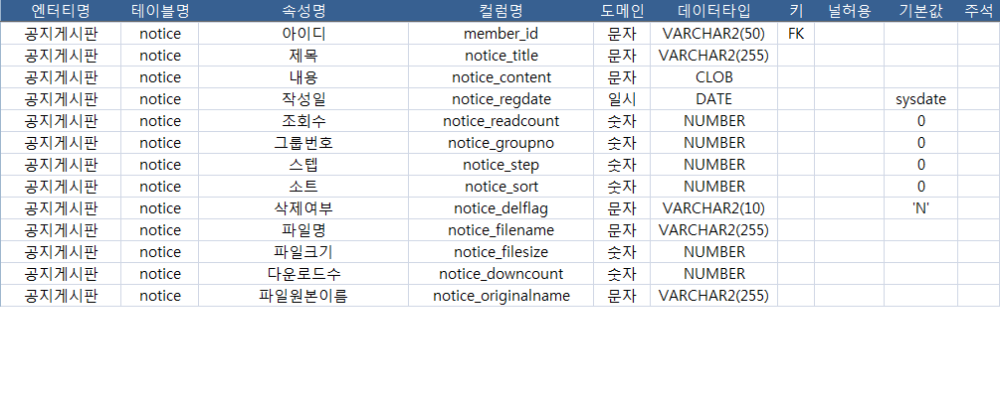 엔터티명 테이블명 속성명 컬럼명 도메인 데이터타입 키 널허용 기본값 주석
공지게시판 notice 아이디 member_id 문자 VARCHAR2(50) FK
공지게시판 notice 제목 notice_title 문자 VARCHAR2(255)
공지게시판 notice 내용 notice_content 문자 CLOB
공지게시판 notice 작성일 notice_regdate 일시 DATE sysdate
공지게시판 notice 조회수 notice_readcount 숫자 NUMBER 0
공지게시판 notice 그룹번호 notice_groupno 숫자 NUMBER 0
공지게시판 notice 스텝 notice_step 숫자 NUMBER 0
공지게시판 notice 소트 notice_sort 숫자 NUMBER 0
공지게시판 notice 삭제여부 notice_delflag 문자 VARCHAR2(10) 'N'
공지게시판 notice 파일명 notice_filename 문자 VARCHAR2(255)
공지게시판 notice 파일크기 notice_filesize 숫자 NUMBER
공지게시판 notice 다운로드수 notice_downcount 숫자 NUMBER
공지게시판 notice 파일원본이름 notice_originalname 문자 VARCHAR2(255)